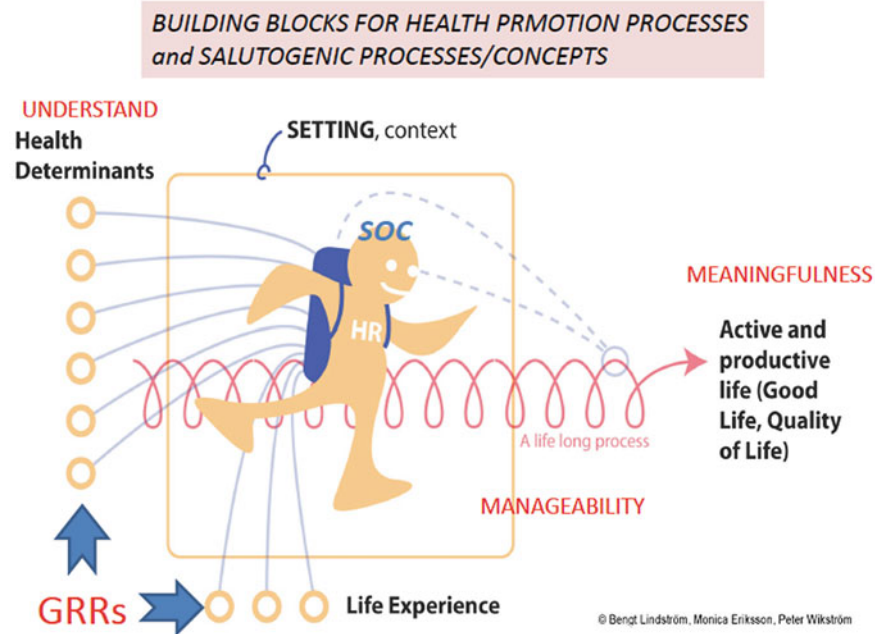 BUILDING BLOCKS FOR HEALTH PRMOTION PROCESSES
and SALUTOGENIC PROCESSES/CONCEPTS
UNDERSTAND
Health
Determinants
SETTING, context
SOC
HR
MEANINGFULNESS
Active and
productive
life (Good
Life, Quality
of Life)
A life long process
MANAGEABILITY
GRRs
Life Experience
© Bengt Lindström, Monica Eriksson, Peter Wikström